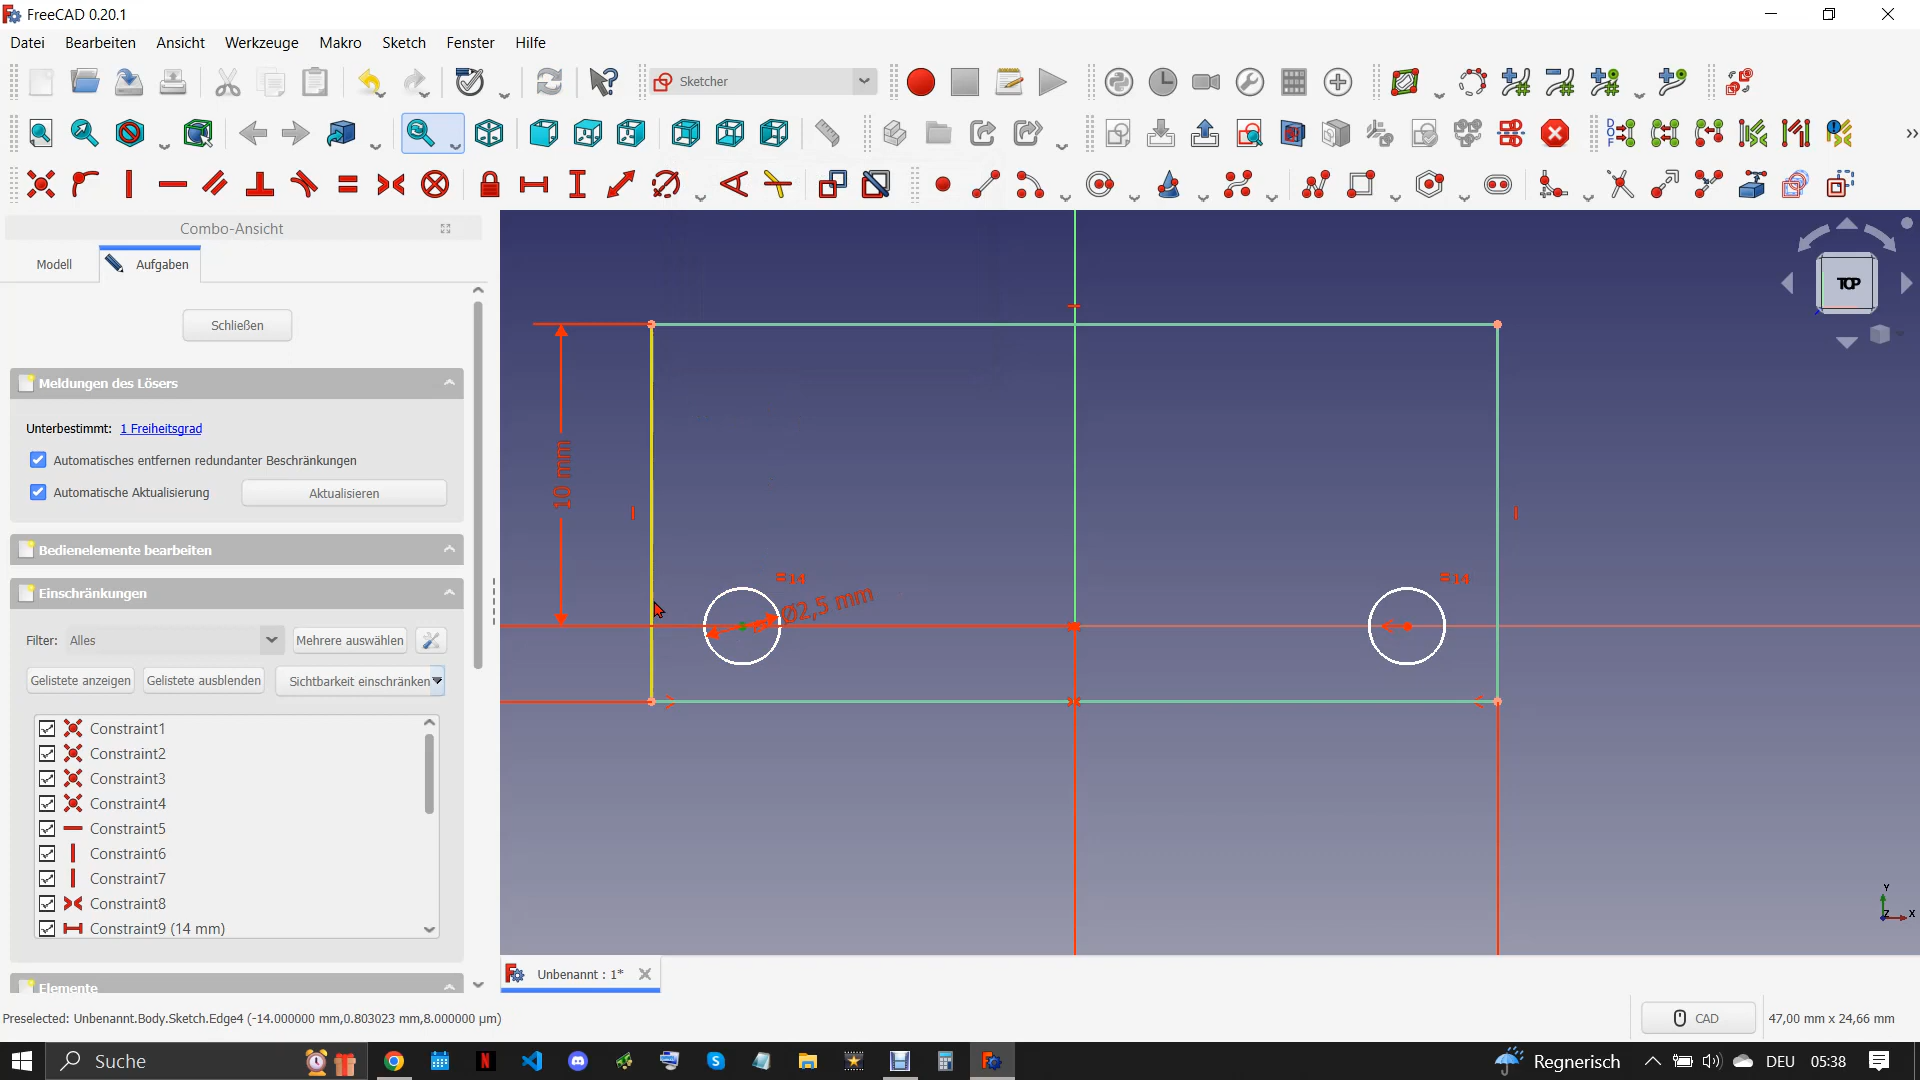 FreeCAD 0.20.1
Datei Bearbeiten Ansicht Werkzeuge Makro Sketch Fenster Hilfe
Sketcher
DOF
Combo-Ansicht
Modell Aufgaben
Schließen
Meldungen des Lösers
Unterbestimmt: 1 Freiheitsgrad
Automatisches entfernen redundanter Beschränkungen
Automatische Aktualisierung Aktualisieren
Bedienelemente bearbeiten
Einschränkungen
Filter: Alles Mehrere auswählen
Gelistete anzeigen Gelistete ausblenden Sichtbarkeit einschränken
Constraint1
Constraint2
Constraint3
Constraint4
Constraint5
Constraint6
Constraint7
Constraint8
Constraint9 (14 mm)
Elemente
TOP
10 mm
=14
Ø2,5 mm
=14
Y
Z X
Unbenannt : 1*
Preselected: Unbenannt.Body.Sketch.Edge4 (-14.000000 mm,0.803023 mm,8.000000 µm)
CAD 47,00 mm x 24,66 mm
Suche
Regnerisch DEU 05:38